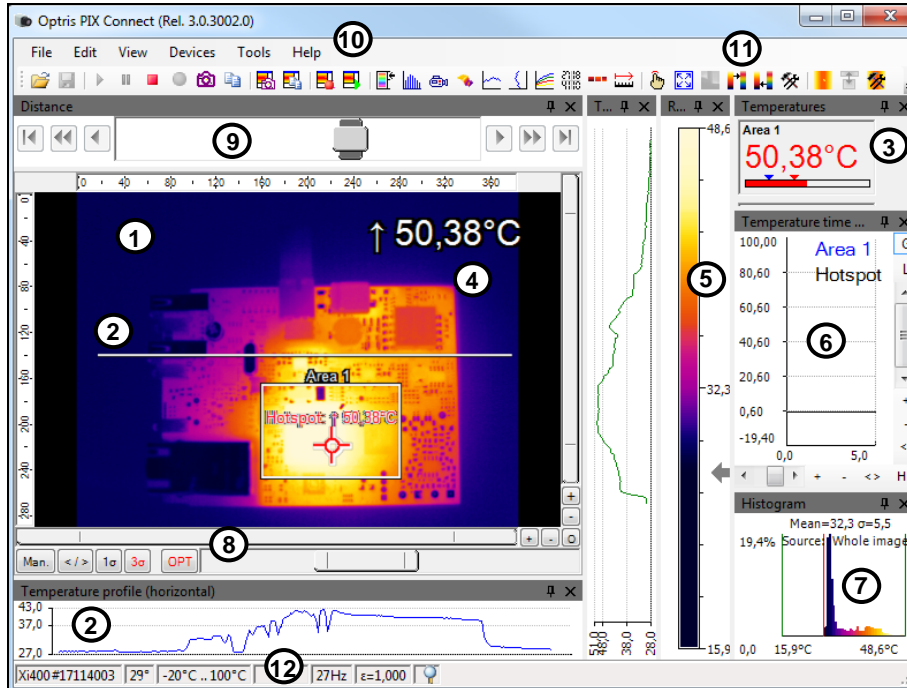 Optris PIX Connect (Rel. 3.0.3002.0)
File Edit View Devices Tools Help
10
11
Distance
T...
R...
Temperatures
9
48,6
Area 1
50,38°C
3
0 40 80 120 160 200 240 280 320 360
0
40
80
120
160
200
240
280
1
↑ 50,38°C
4
2
Area 1
Hotspot: ↑ 50,38°C
5
32,3
15,9
51,8
48,0
38,0
28,0
Temperature time ...
100,00
80,60
60,60
40,60
20,60
0,60
-19,40
Area 1
Hotspot
6
0,0 5,0
+ - <> H
+
-
+ - O
Histogram
Mean=32,3 σ=5,5
19,4% Source: Whole image
7
0,0 15,9°C 48,6°C
8
Man. < / > 1σ 3σ OPT
Temperature profile (horizontal)
43,0
37,0
27,0
2
Xi400#17114003 29° -20°C .. 100°C 27Hz ε=1,000
12